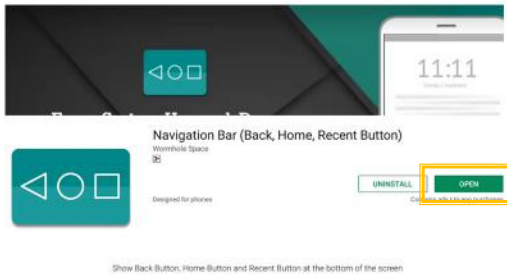 11:11
Navigation Bar (Back, Home, Recent Button)
Wormhole Space
UNINSTALL
OPEN
Designed for phones
Show Back Button, Home Button and Recent Button at the bottom of the screen